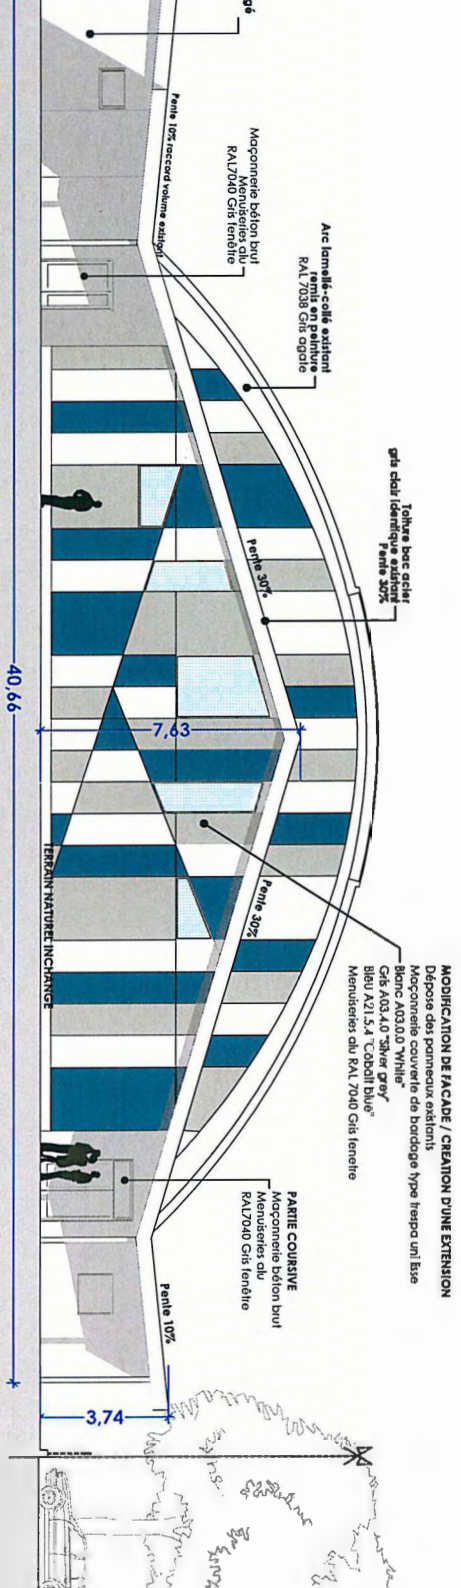 gé
Pente 10% raccord volume existant
Maçonnerie béton brut
Menuiseries alu
RAL7040 Gris fenêtre
Arc lamellé-collé existant
remis en peinture
RAL 7038 Gris agate
Toiture bac acier
gris clair identique existant
Pente 30%
Pente 30%
7,63
40,66
Pente 30%
TERRAIN NATUREL INCHANGE
MODIFICATION DE FACADE / CREATION D'UNE EXTENSION
Dépose des panneaux existants
Maçonnerie couverte de bardage type trespa uni lisse
Blanc A03.0.0 "White"
Gris A03.4.0 "Silver grey"
Bleu A21.5.4 "Cobalt blue"
Menuiseries alu RAL 7040 Gris fenetre
PARTIE COURSIVE
Maçonnerie béton brut
Menuiseries alu
RAL7040 Gris fenêtre
Pente 10%
3,74